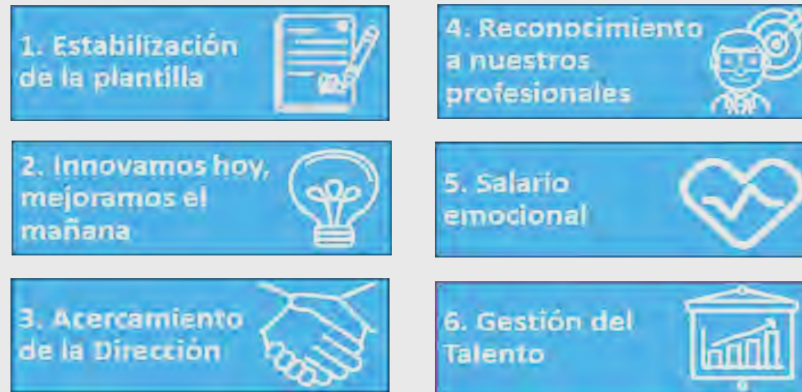 1. Estabilización
de la plantilla
2. Innovamos hoy,
mejoramos el
mañana
3. Acercamiento
de la Dirección
4. Reconocimiento
a nuestros
profesionales
5. Salario
emocional
6. Gestión del
Talento